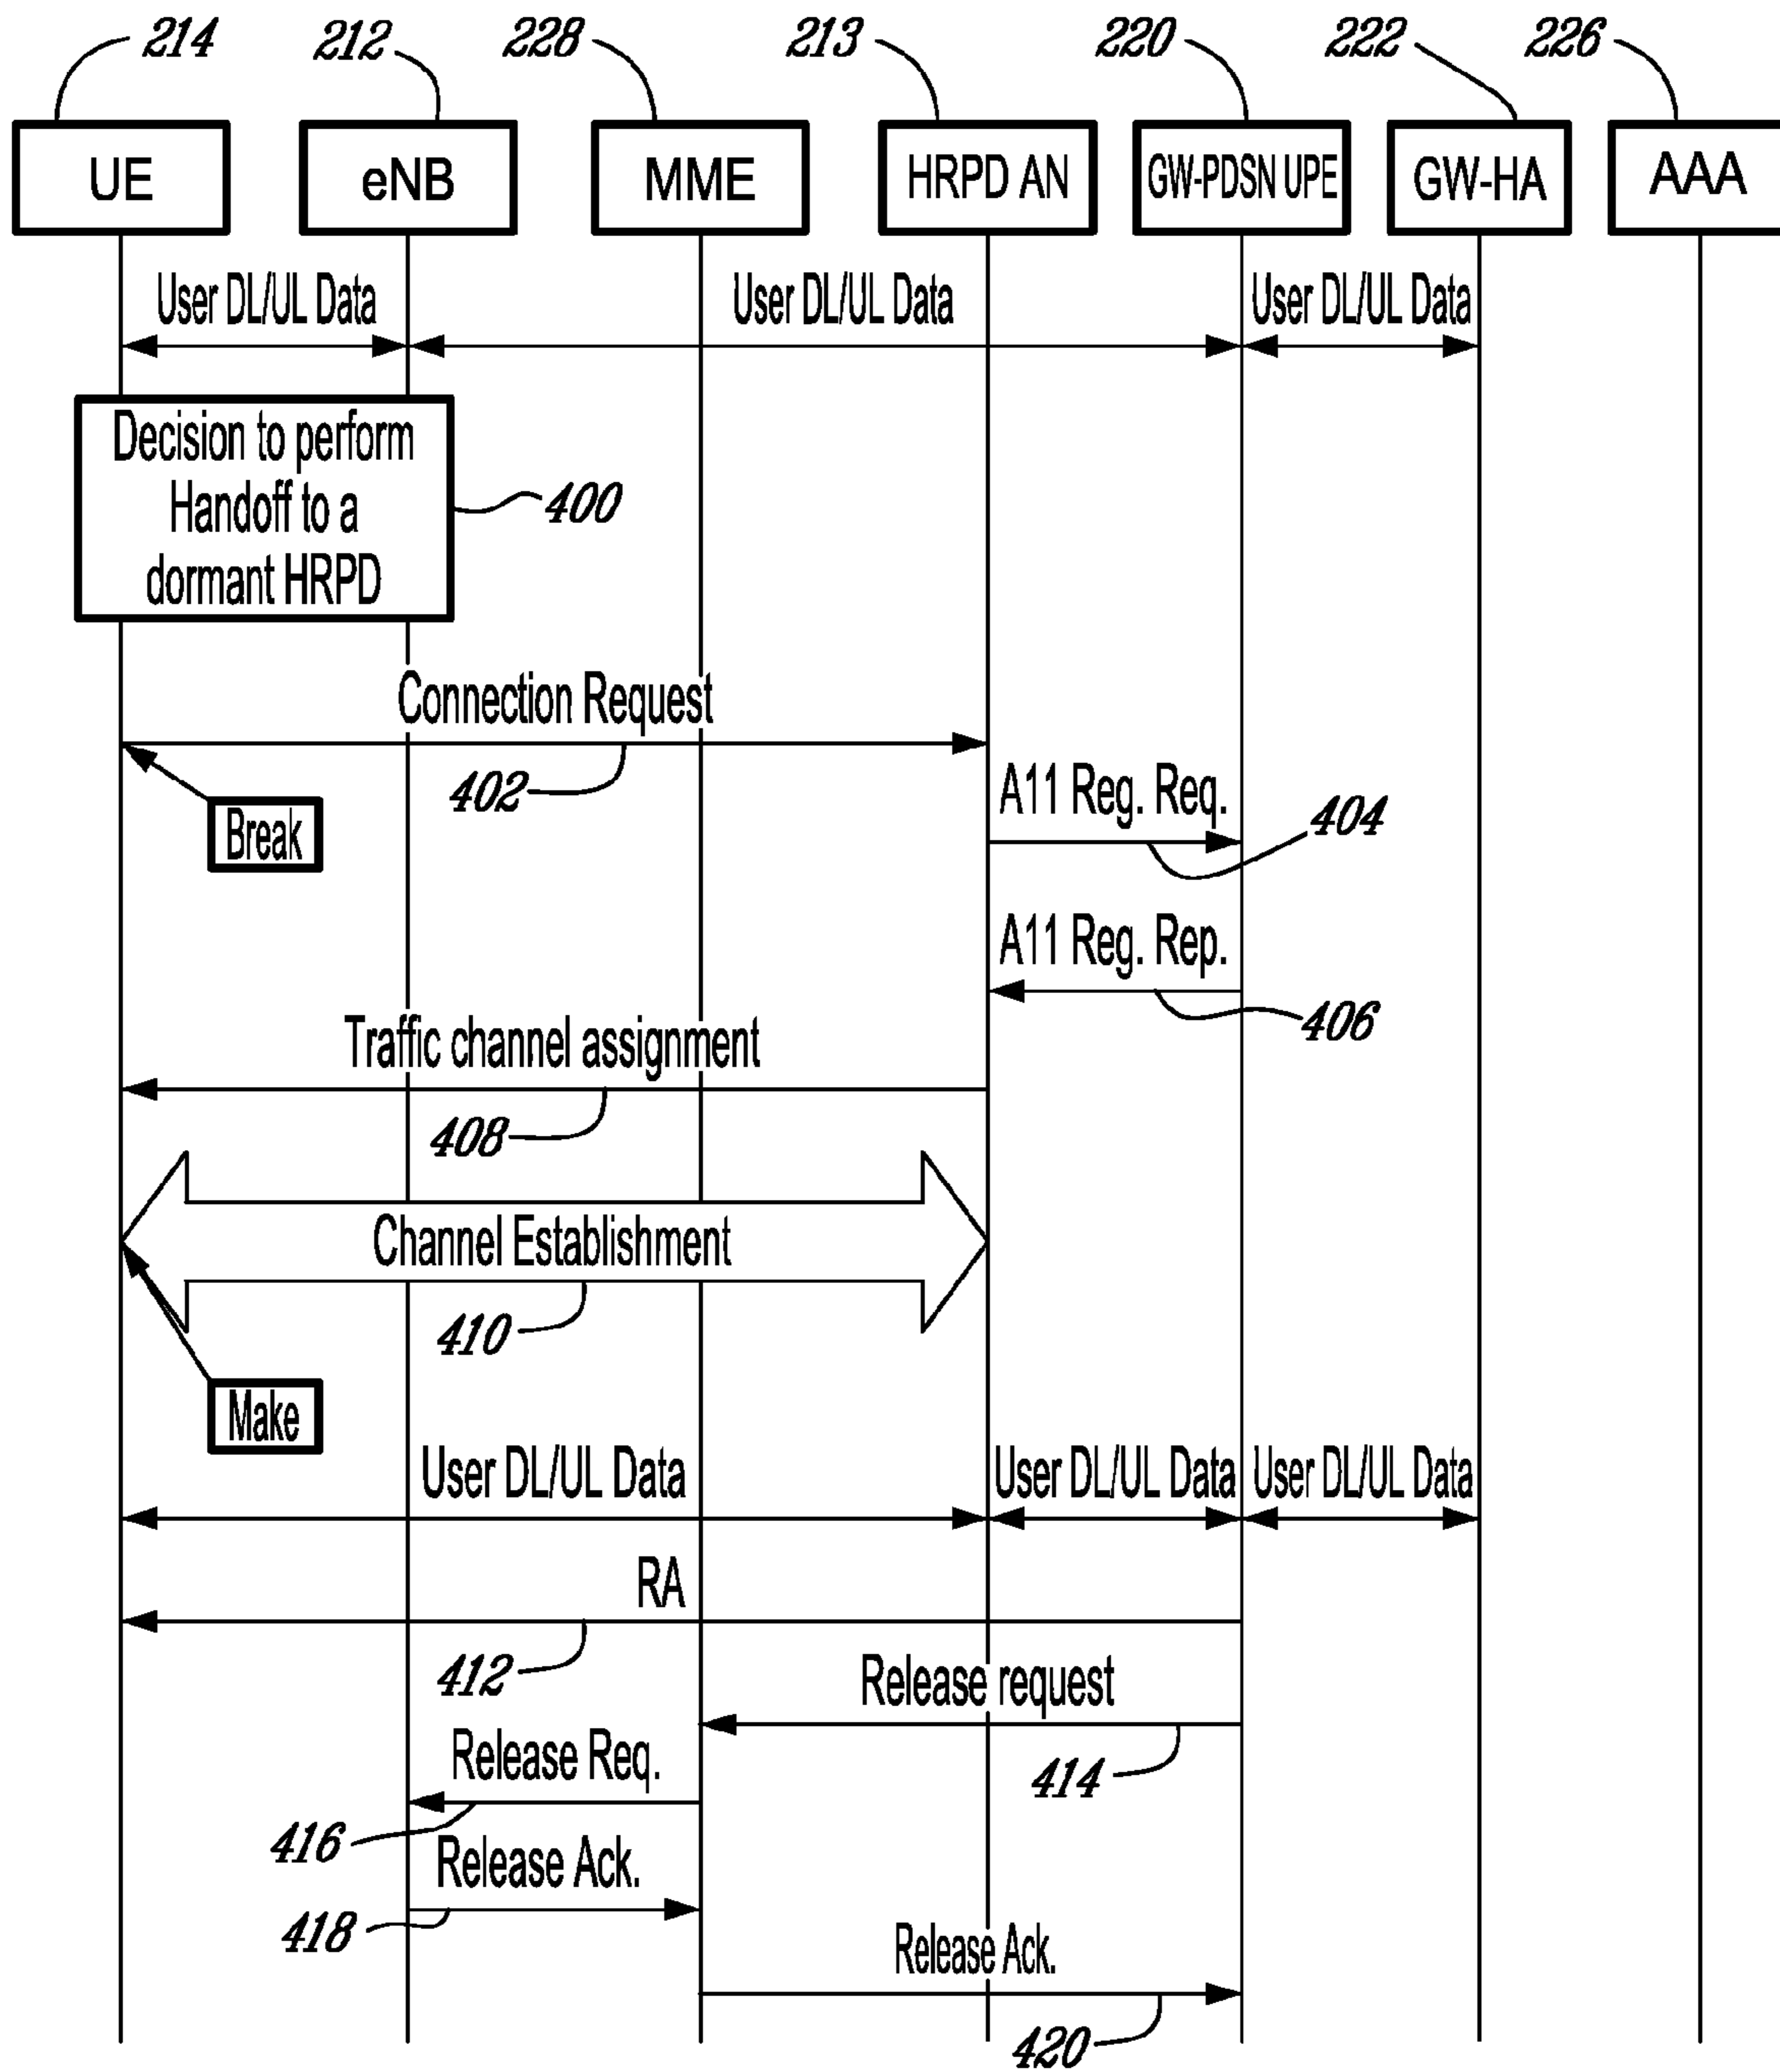 214 212 228 213 220 222 226
UE eNB MME HRPD AN GW-PDSN UPE GW-HA AAA
User DL/UL Data User DL/UL Data User DL/UL Data
Decision to perform
Handoff to a
dormant HRPD
400
Connection Request
402
Break
A11 Reg. Req.
404
A11 Reg. Rep.
406
Traffic channel assignment
408
Channel Establishment
410
Make
User DL/UL Data User DL/UL Data User DL/UL Data
RA
412
Release request
414
Release Req.
416
Release Ack.
418
Release Ack.
420